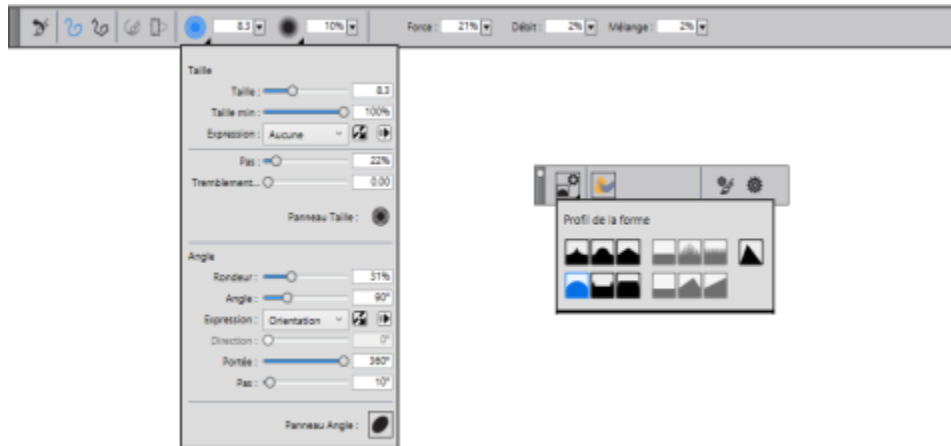 8.3 10% Force : 21% Débit : 2% Mélange : 2%
Taille
Taille : 8.3
Taille min : 100%
Expression : Aucune
Pas : 22%
Tremblement... 0.00
Panneau Taille :
Angle
Rondeur : 31%
Angle : 90°
Expression : Orientation
Direction : 0°
Portée : 360°
Pas : 10°
Panneau Angle :
Profil de la forme